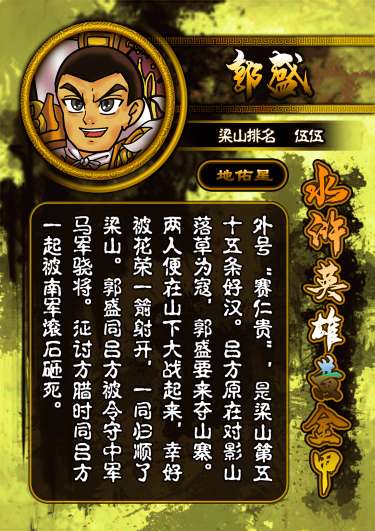 郭盛
梁山排名 伍伍
地佑星
水浒英雄黄金甲
外号“赛仁贵”，是梁山第五
十五条好汉。吕方原在对影山
落草为寇，郭盛要来夺山寨。
两人便在山下大战起来，幸好
被花荣一箭射开，一同归顺了
梁山。郭盛同吕方被令守中军
马军骁将。征讨方腊时同吕方
一起被南军滚石砸死。